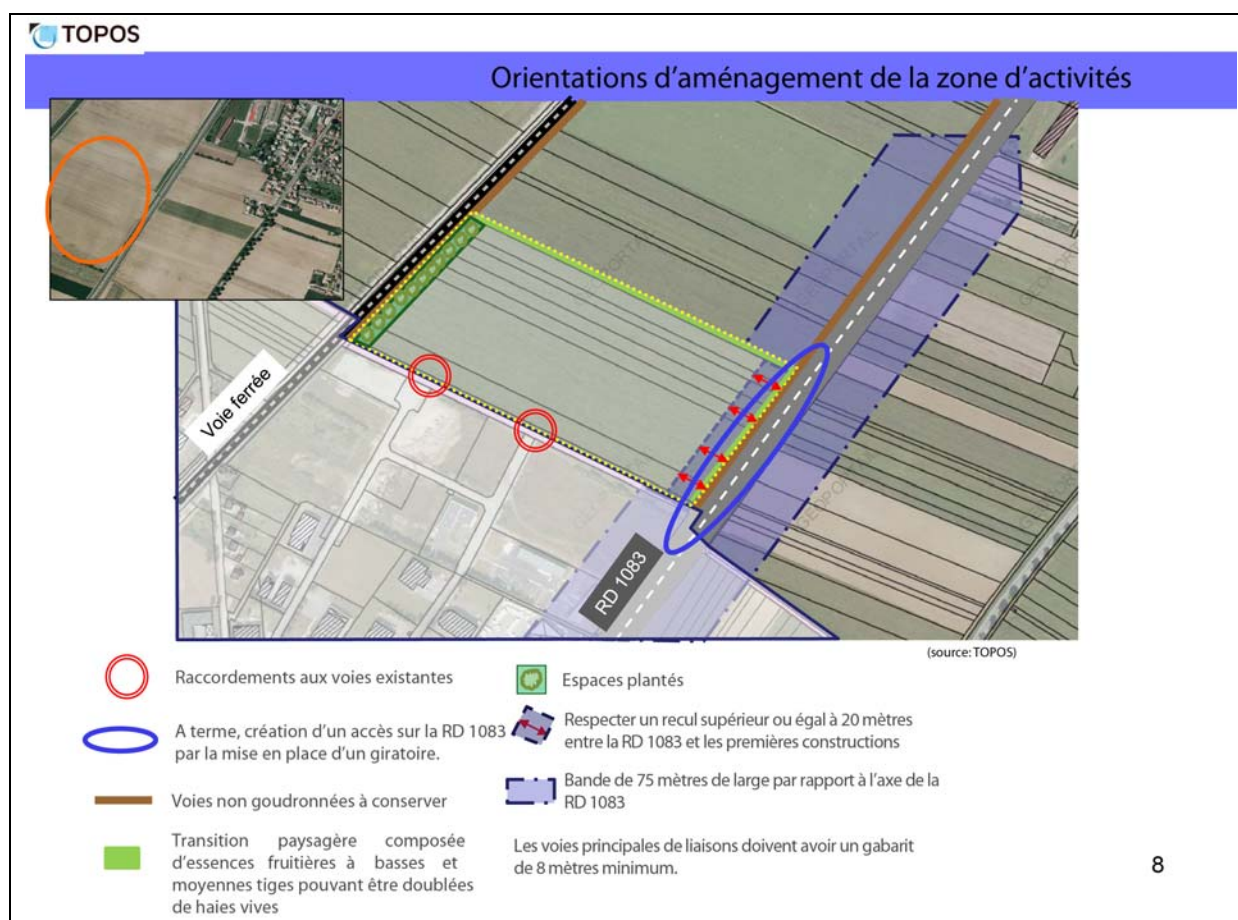 TOPOS
Orientations d'aménagement de la zone d'activités
GEOPORTAIL
GEOPORTAIL
Voie ferrée
RD 1083
(source: TOPOS)
Raccordements aux voies existantes
A terme, création d'un accès sur la RD 1083
par la mise en place d'un giratoire.
Voies non goudronnées à conserver
Transition paysagère composée
d'essences fruitières à basses et
moyennes tiges pouvant être doublées
de haies vives
Espaces plantés
Respecter un recul supérieur ou égal à 20 mètres
entre la RD 1083 et les premières constructions
Bande de 75 mètres de large par rapport à l'axe de la
RD 1083
Les voies principales de liaisons doivent avoir un gabarit
de 8 mètres minimum.
8